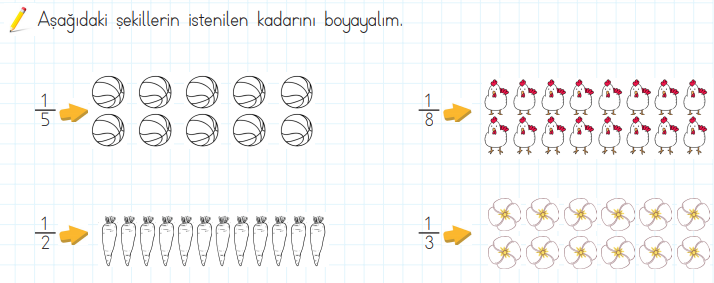 Aşağıdaki şekillerin istenilen kadarını boyayalım.
1/5
1/8
1/2
1/3